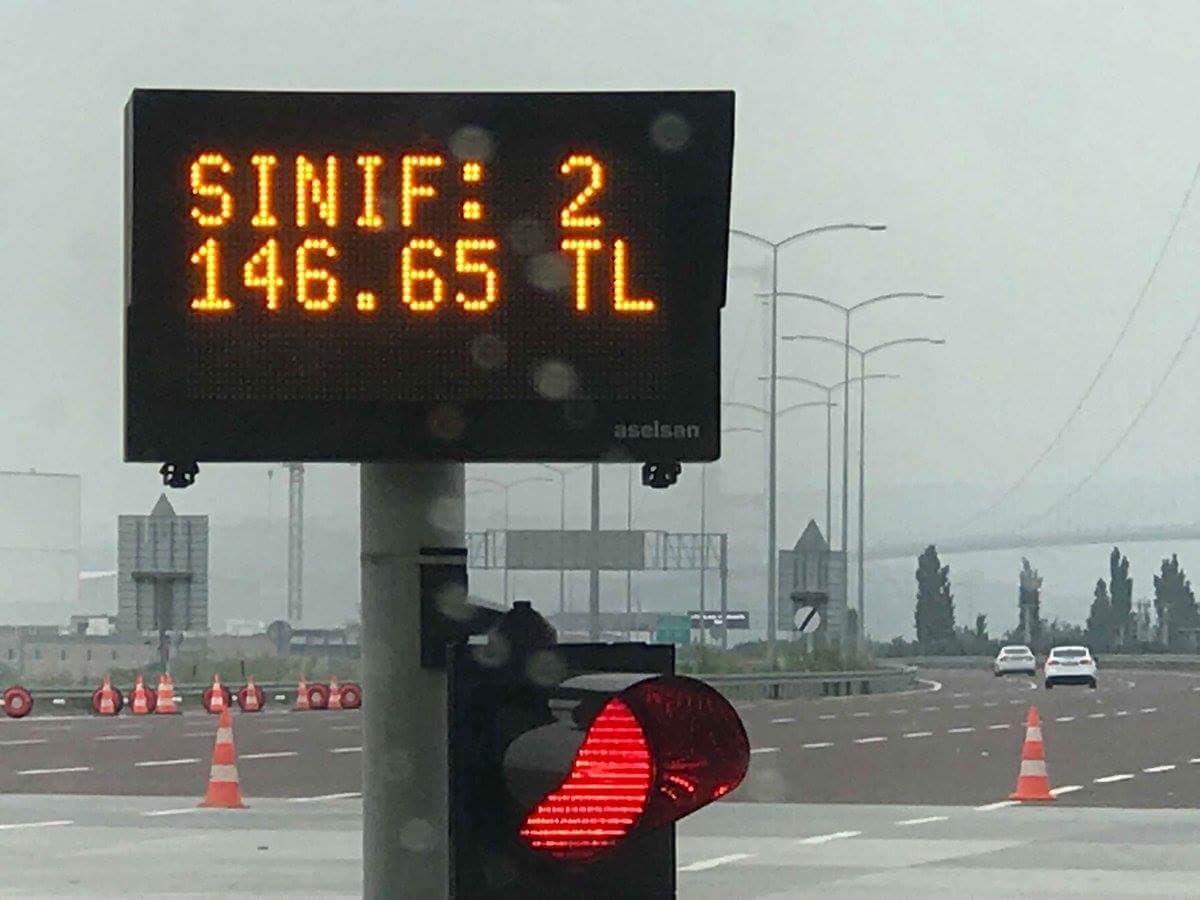 SINIF: 2
146.65 TL
aselsan